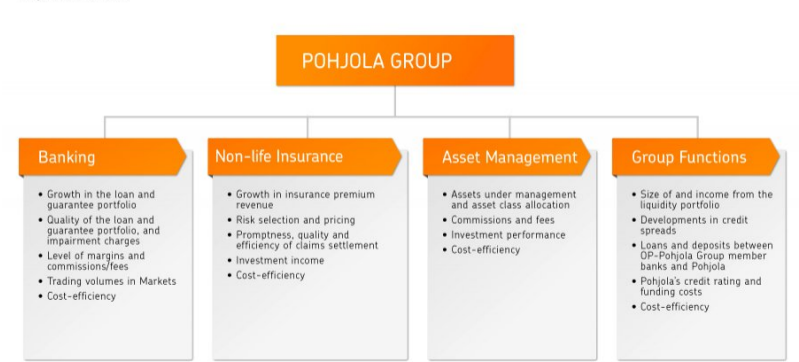 POHJOLA GROUP
Banking
• Growth in the loan and
guarantee portfolio
• Quality of the loan and
guarantee portfolio, and
impairment charges
• Level of margins and
commissions/fees
• Trading volumes in Markets
• Cost-efficiency
Non-life Insurance
• Growth in insurance premium
revenue
• Risk selection and pricing
• Promptness, quality and
efficiency of claims settlement
• Investment income
• Cost-efficiency
Asset Management
• Assets under management
and asset class allocation
• Commissions and fees
• Investment performance
• Cost-efficiency
Group Functions
• Size of and income from the
liquidity portfolio
• Developments in credit
spreads
• Loans and deposits between
OP-Pohjola Group member
banks and Pohjola
• Pohjola's credit rating and
funding costs
• Cost-efficiency